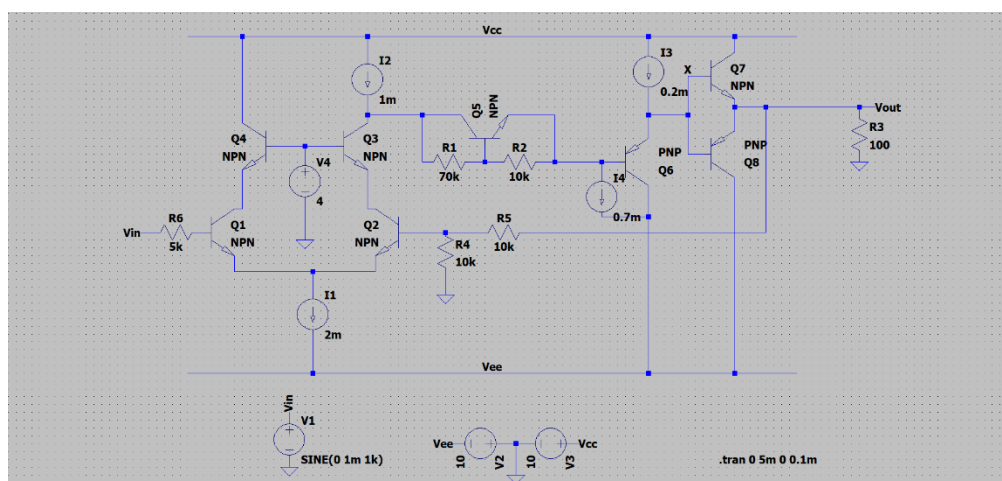 Vcc
I2
1m
I3
0.2m
X
Q7
NPN
Q5
NPN
Vout
R3
100
Q4
NPN
Q3
NPN
V4
4
R1
70k
R2
10k
PNP
Q6
PNP
Q8
I4
0.7m
Vin
R6
5k
Q1
NPN
Q2
NPN
R5
10k
R4
10k
I1
2m
Vee
Vin
V1
SINE(0 1m 1k)
Vee
10
V2
10
V3
Vcc
.tran 0 5m 0 0.1m